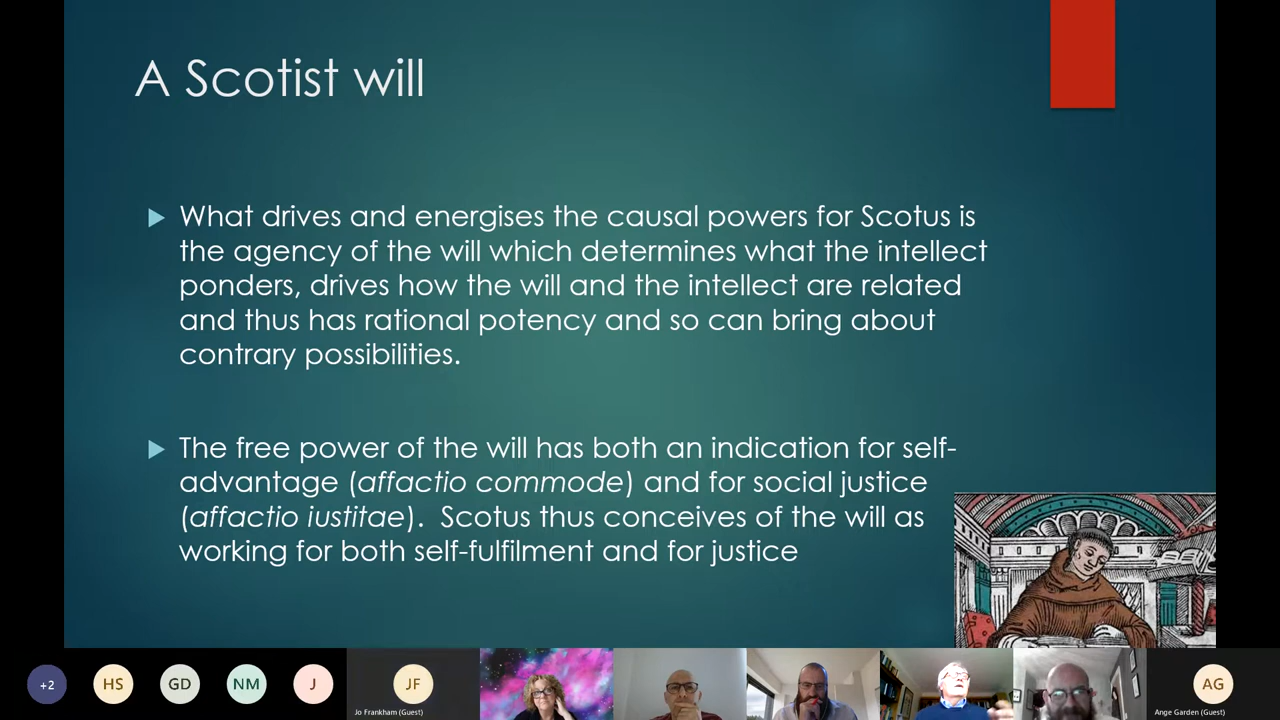 A Scotist will
What drives and energises the causal powers for Scotus is
the agency of the will which determines what the intellect
ponders, drives how the will and the intellect are related
and thus has rational potency and so can bring about
contrary possibilities.
The free power of the will has both an indication for self-
advantage (affactio commode) and for social justice
(affactio iustitae).  Scotus thus conceives of the will as
working for both self-fulfilment and for justice
+2
HS
GD
NM
J
JF
Jo Frankham (Guest)
AG
Ange Garden (Guest)